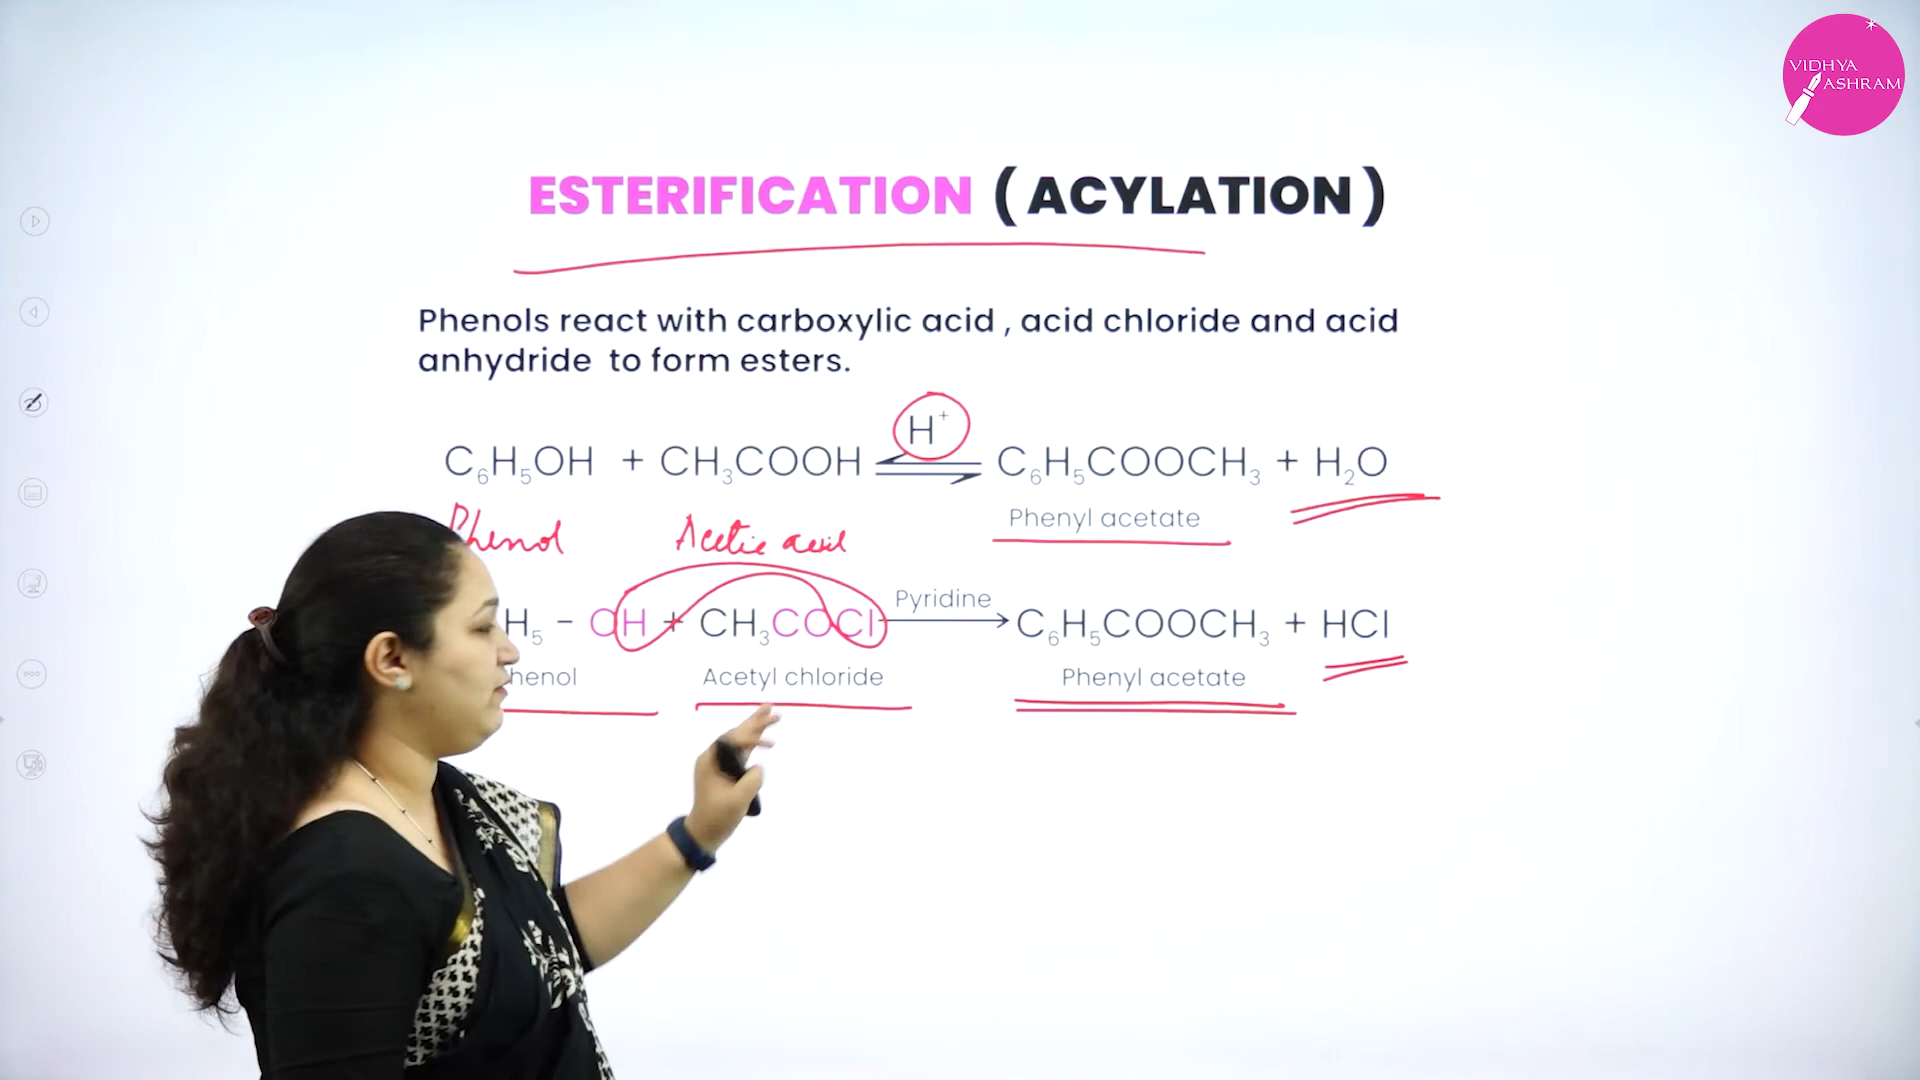 VIDHYA
ASHRAM
ESTERIFICATION (ACYLATION)
Phenols react with carboxylic acid , acid chloride and acid
anhydride to form esters.
H⁺
C₆H₅OH + CH₃COOH ⇌ C₆H₅COOCH₃ + H₂O
Phenyl acetate
Phenol Acetic acid
Pyridine
H₅ - OH + CH₃COCl → C₆H₅COOCH₃ + HCl
henol Acetyl chloride Phenyl acetate